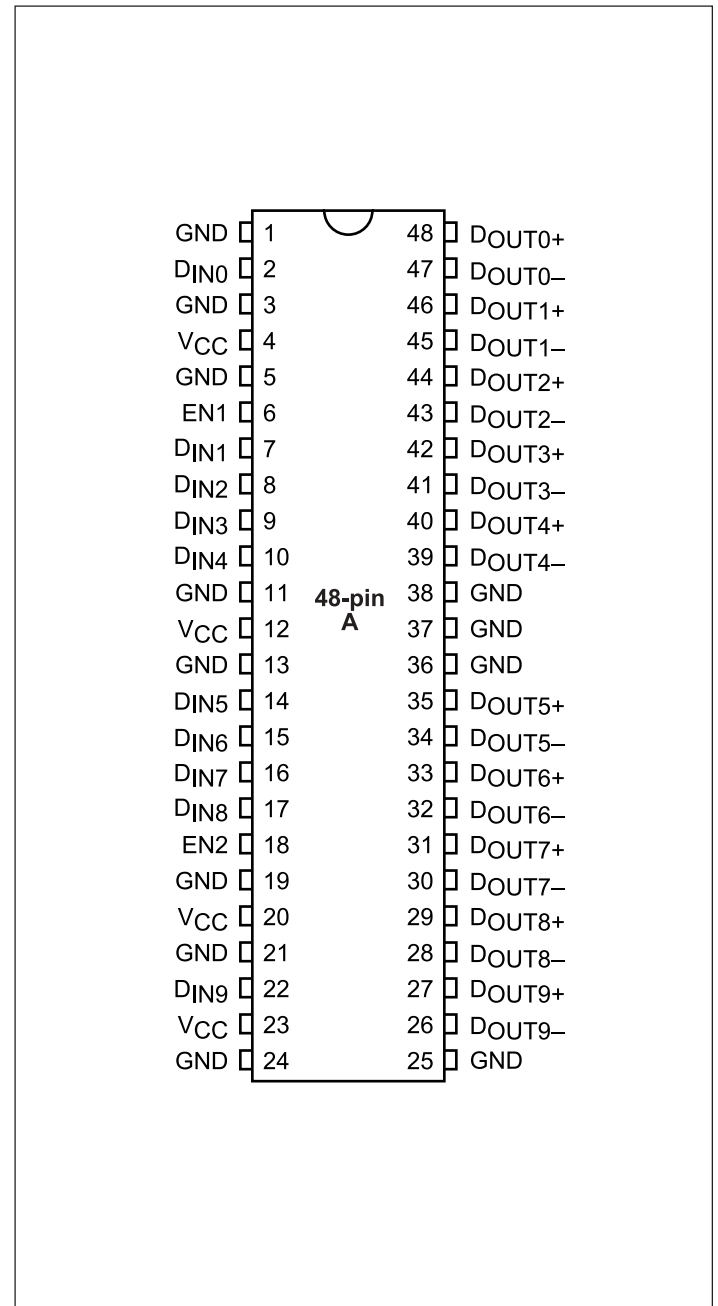 GND 1 48 DOUT0+
DIN0 2 47 DOUT0–
GND 3 46 DOUT1+
VCC 4 45 DOUT1–
GND 5 44 DOUT2+
EN1 6 43 DOUT2–
DIN1 7 42 DOUT3+
DIN2 8 41 DOUT3–
DIN3 9 40 DOUT4+
DIN4 10 39 DOUT4–
GND 11 48-pin 38 GND
VCC 12 A 37 GND
GND 13 36 GND
DIN5 14 35 DOUT5+
DIN6 15 34 DOUT5–
DIN7 16 33 DOUT6+
DIN8 17 32 DOUT6–
EN2 18 31 DOUT7+
GND 19 30 DOUT7–
VCC 20 29 DOUT8+
GND 21 28 DOUT8–
DIN9 22 27 DOUT9+
VCC 23 26 DOUT9–
GND 24 25 GND